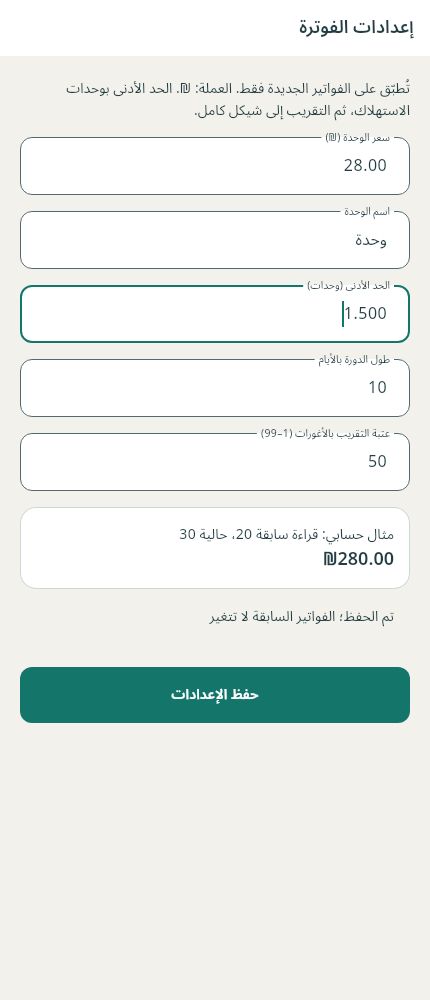 إعدادات الفوترة
تُطبّق على الفواتير الجديدة فقط. العملة: ₪. الحد الأدنى بوحدات
الاستهلاك، ثم التقريب إلى شيكل كامل.
سعر الوحدة (₪)
28.00
اسم الوحدة
وحدة
الحد الأدنى (وحدات)
1.500
طول الدورة بالأيام
10
عتبة التقريب بالأغورات (1–99)
50
مثال حسابي: قراءة سابقة 20، حالية 30
₪280.00
تم الحفظ؛ الفواتير السابقة لا تتغير
حفظ الإعدادات